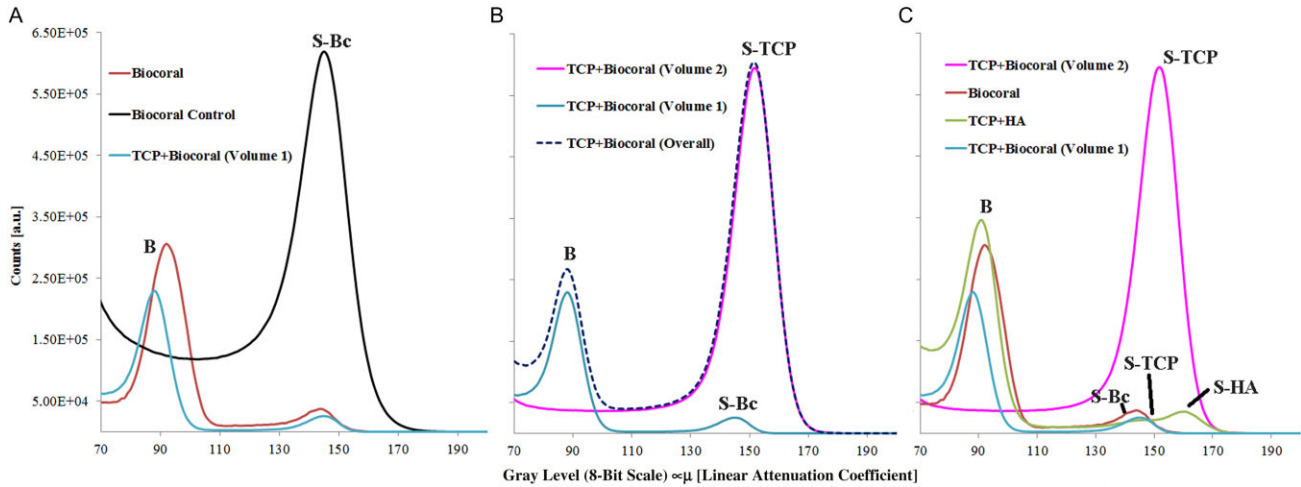 A
6.50E+05
5.50E+05
4.50E+05
3.50E+05
2.50E+05
1.50E+05
5.00E+04
Counts [a.u.]
S-Bc
Biocoral
Biocoral Control
TCP+Biocoral (Volume 1)
B
70 90 110 130 150 170 190
B
S-TCP
TCP+Biocoral (Volume 2)
TCP+Biocoral (Volume 1)
TCP+Biocoral (Overall)
B
S-Bc
70 90 110 130 150 170 190
C
S-TCP
TCP+Biocoral (Volume 2)
Biocoral
TCP+HA
TCP+Biocoral (Volume 1)
B
S-TCP
S-Bc
S-HA
70 90 110 130 150 170 190
Gray Level (8-Bit Scale) ∝μ [Linear Attenuation Coefficient]